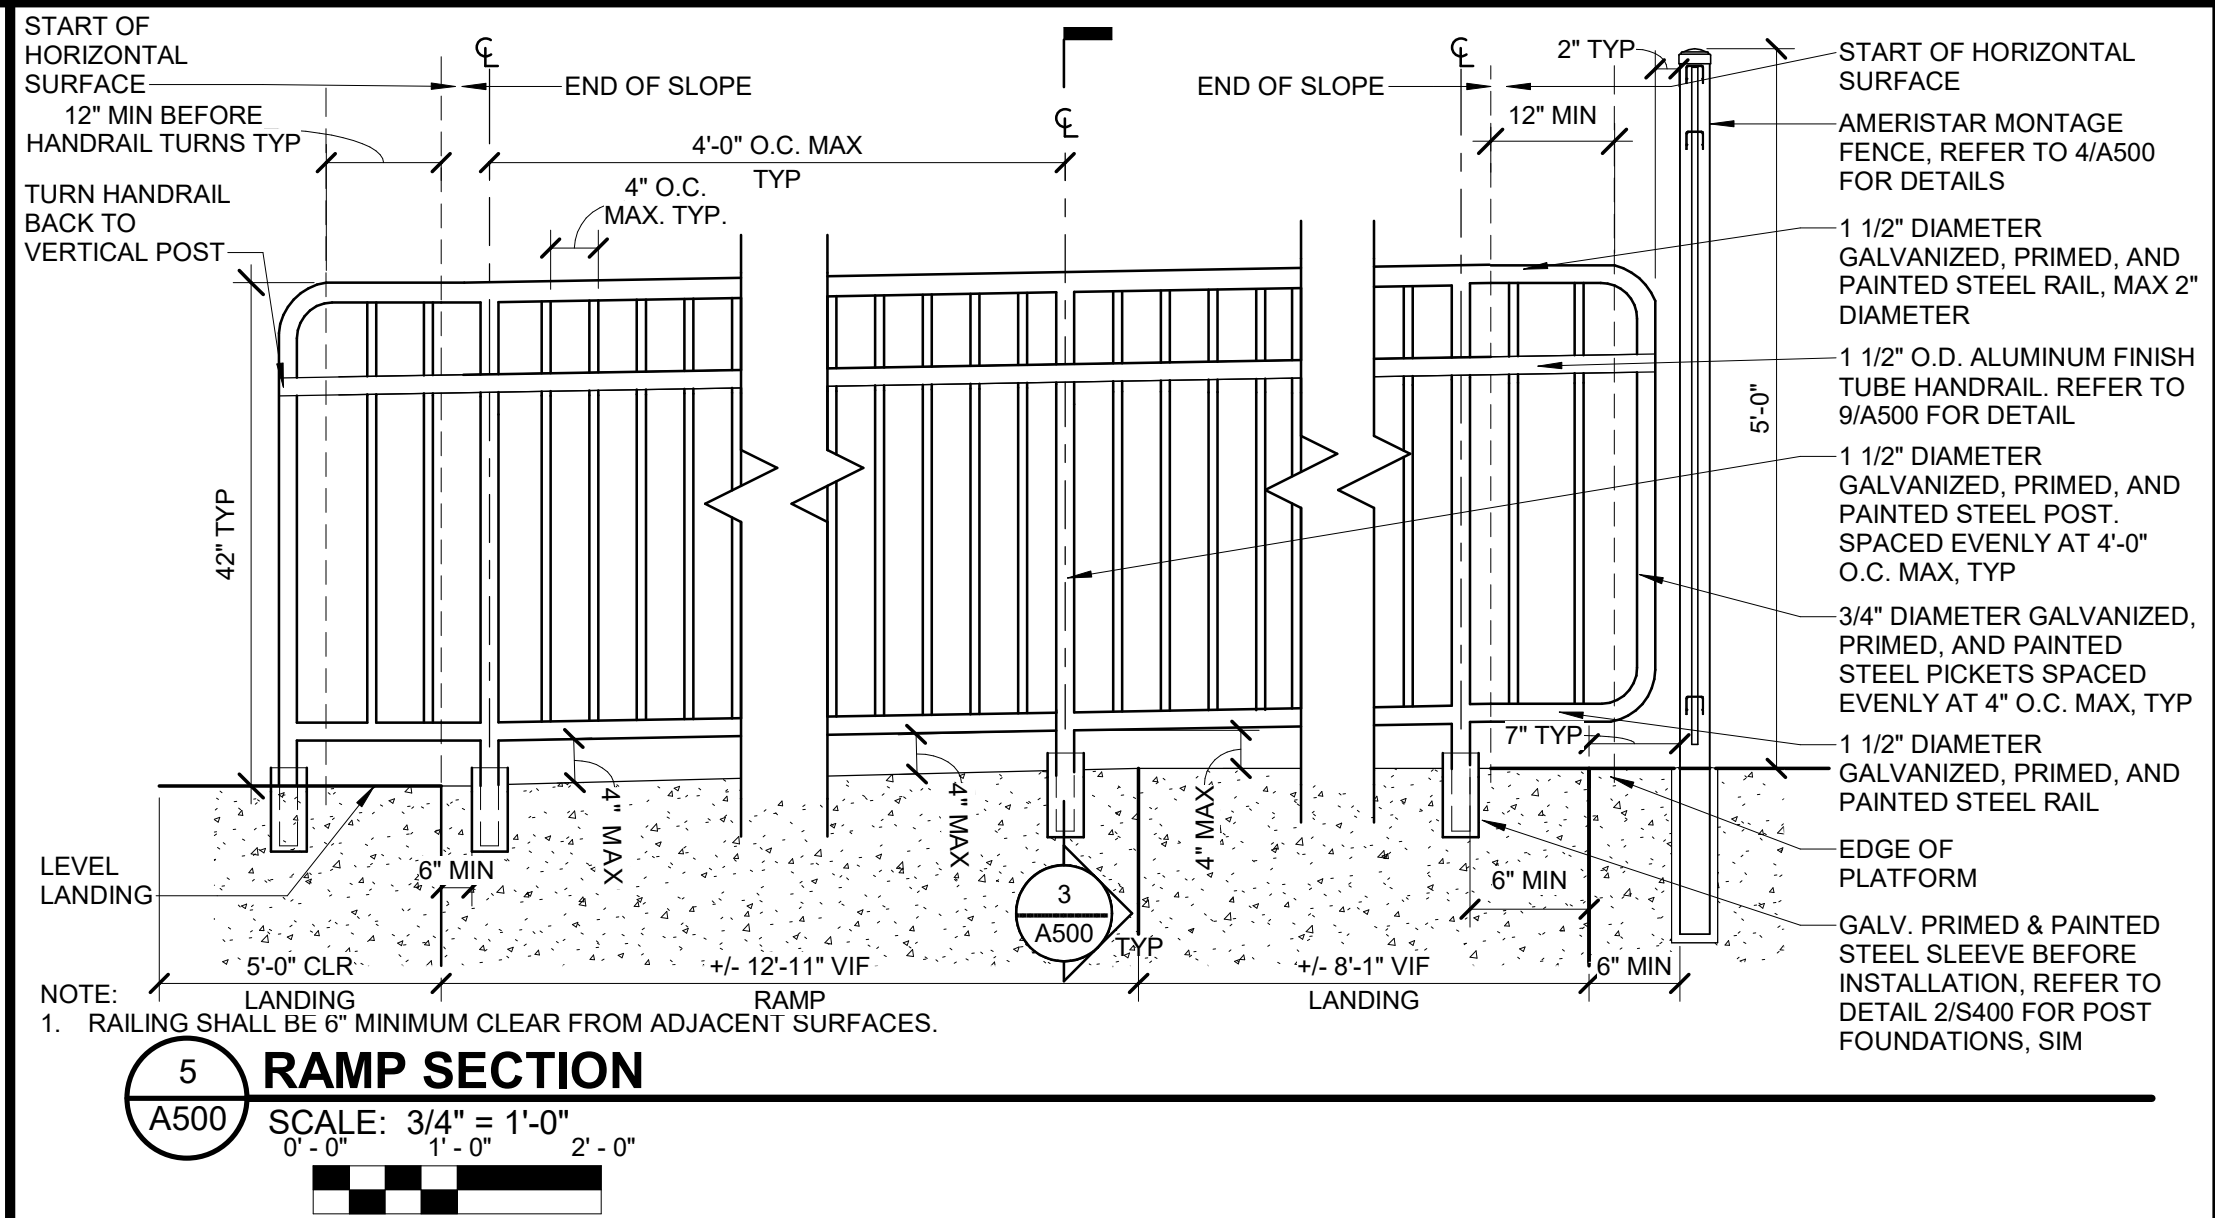 START OF
HORIZONTAL
SURFACE
12" MIN BEFORE
HANDRAIL TURNS TYP
TURN HANDRAIL
BACK TO
VERTICAL POST
℄
END OF SLOPE
4'-0" O.C. MAX
TYP
4" O.C.
MAX. TYP.
℄
END OF SLOPE
℄
12" MIN
2" TYP
START OF HORIZONTAL
SURFACE
AMERISTAR MONTAGE
FENCE, REFER TO 4/A500
FOR DETAILS
1 1/2" DIAMETER
GALVANIZED, PRIMED, AND
PAINTED STEEL RAIL, MAX 2"
DIAMETER
1 1/2" O.D. ALUMINUM FINISH
TUBE HANDRAIL. REFER TO
9/A500 FOR DETAIL
1 1/2" DIAMETER
GALVANIZED, PRIMED, AND
PAINTED STEEL POST.
SPACED EVENLY AT 4'-0"
O.C. MAX, TYP
3/4" DIAMETER GALVANIZED,
PRIMED, AND PAINTED
STEEL PICKETS SPACED
EVENLY AT 4" O.C. MAX, TYP
1 1/2" DIAMETER
GALVANIZED, PRIMED, AND
PAINTED STEEL RAIL
EDGE OF
PLATFORM
GALV. PRIMED & PAINTED
STEEL SLEEVE BEFORE
INSTALLATION, REFER TO
DETAIL 2/S400 FOR POST
FOUNDATIONS, SIM
5'-0"
42" TYP
7" TYP
4" MAX
4" MAX
4" MAX
LEVEL
LANDING
6" MIN
3
A500
TYP
6" MIN
5'-0" CLR
LANDING
+/- 12'-11" VIF
RAMP
+/- 8'-1" VIF
LANDING
6" MIN
NOTE:
1. RAILING SHALL BE 6" MINIMUM CLEAR FROM ADJACENT SURFACES.
5
A500
RAMP SECTION
SCALE: 3/4" = 1'-0"
0' - 0" 1' - 0" 2' - 0"